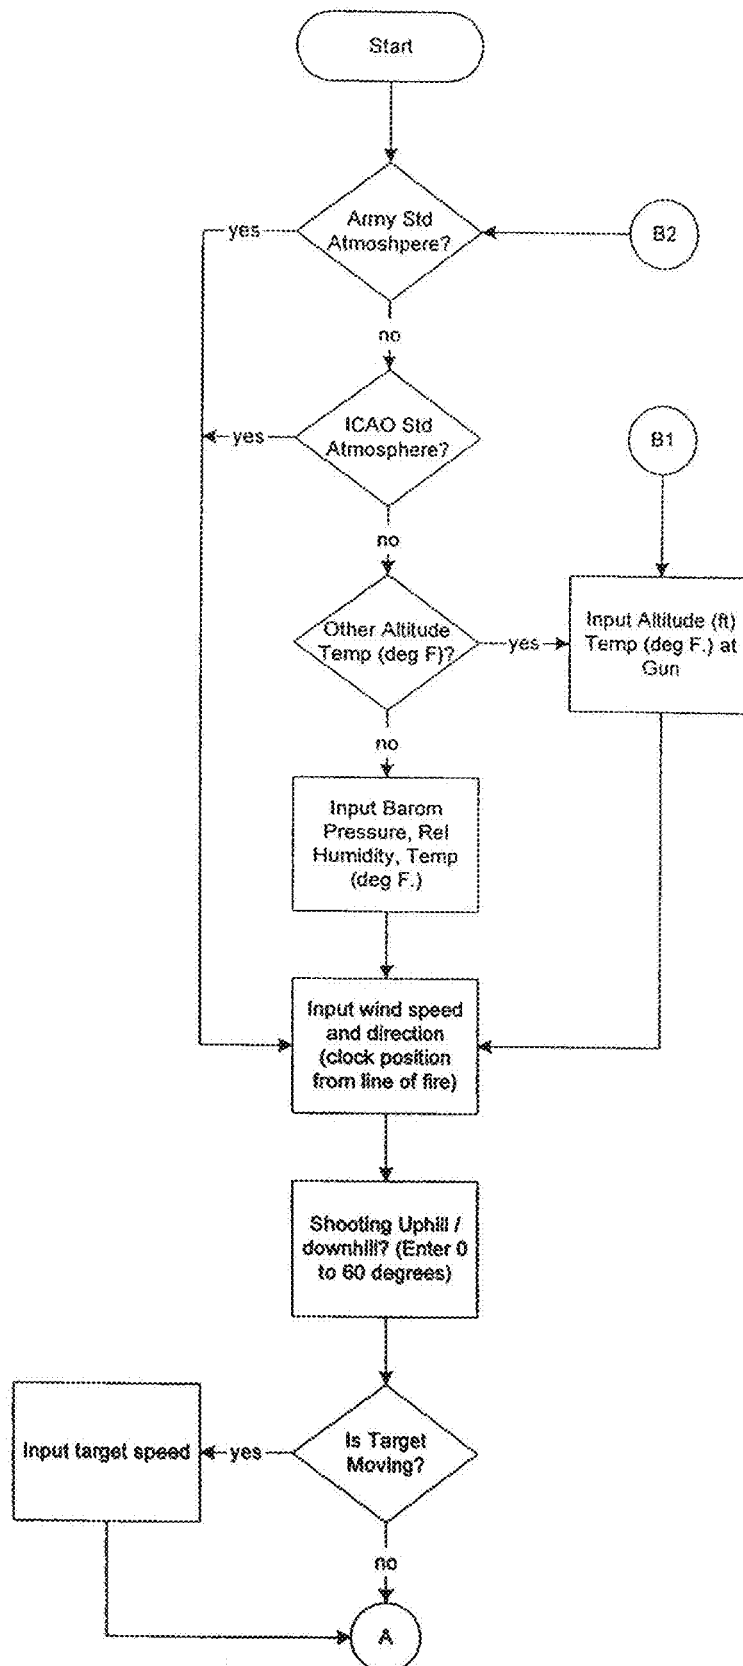 Start
Army Std
Atmoshpere?
yes
B2
no
ICAO Std
Atmosphere?
yes
B1
no
Other Altitude
Temp (deg F)?
yes
Input Altitude (ft)
Temp (deg F.) at
Gun
no
Input Barom
Pressure, Rel
Humidity, Temp
(deg F.)
Input wind speed
and direction
(clock position
from line of fire)
Shooting Uphill /
downhill? (Enter 0
to 60 degrees)
Is Target
Moving?
yes
Input target speed
no
A